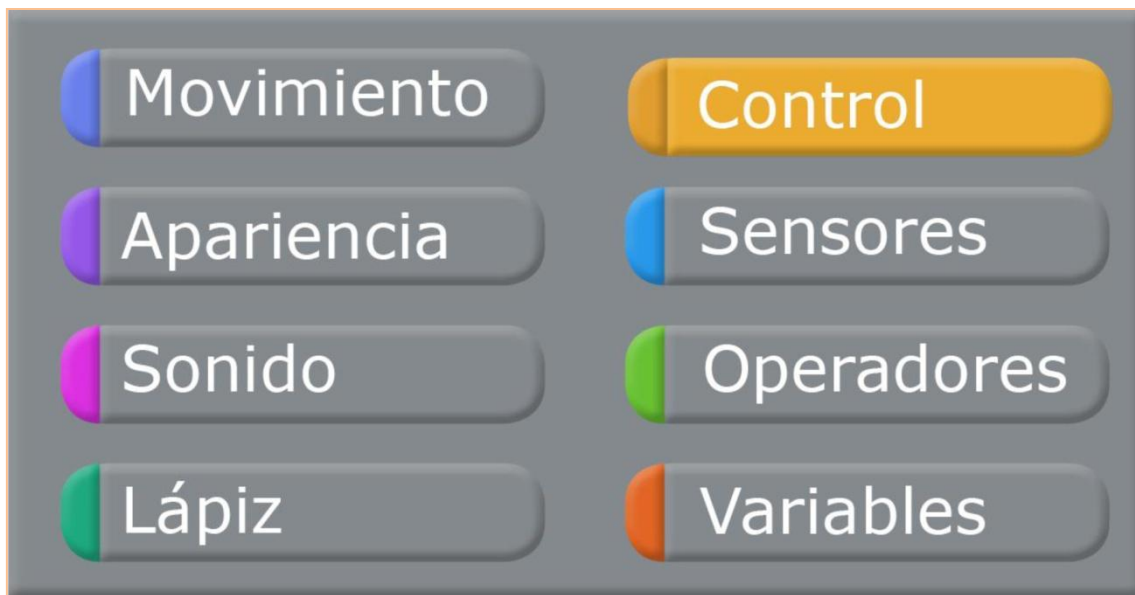 Movimiento
Control
Apariencia
Sensores
Sonido
Operadores
Lápiz
Variables